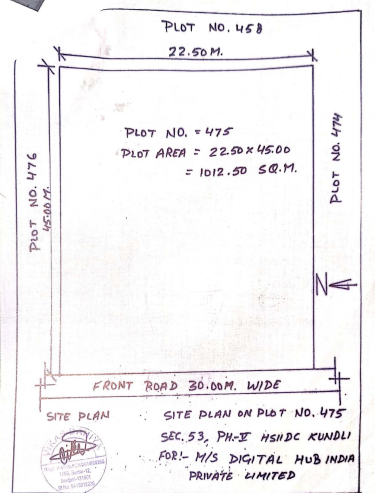 PLOT NO. 458
22.50 M.
PLOT NO. 476
45.00 M.
PLOT NO. = 475
PLOT AREA = 22.50 X 45.00
= 1012.50 SQ.M.
PLOT NO. 474
N
FRONT ROAD 30.00M. WIDE
SITE PLAN
SITE PLAN ON PLOT NO. 475
SEC. 53, PH-V HSIIDC KUNDLI
FOR:- M/S DIGITAL HUB INDIA
PRIVATE LIMITED